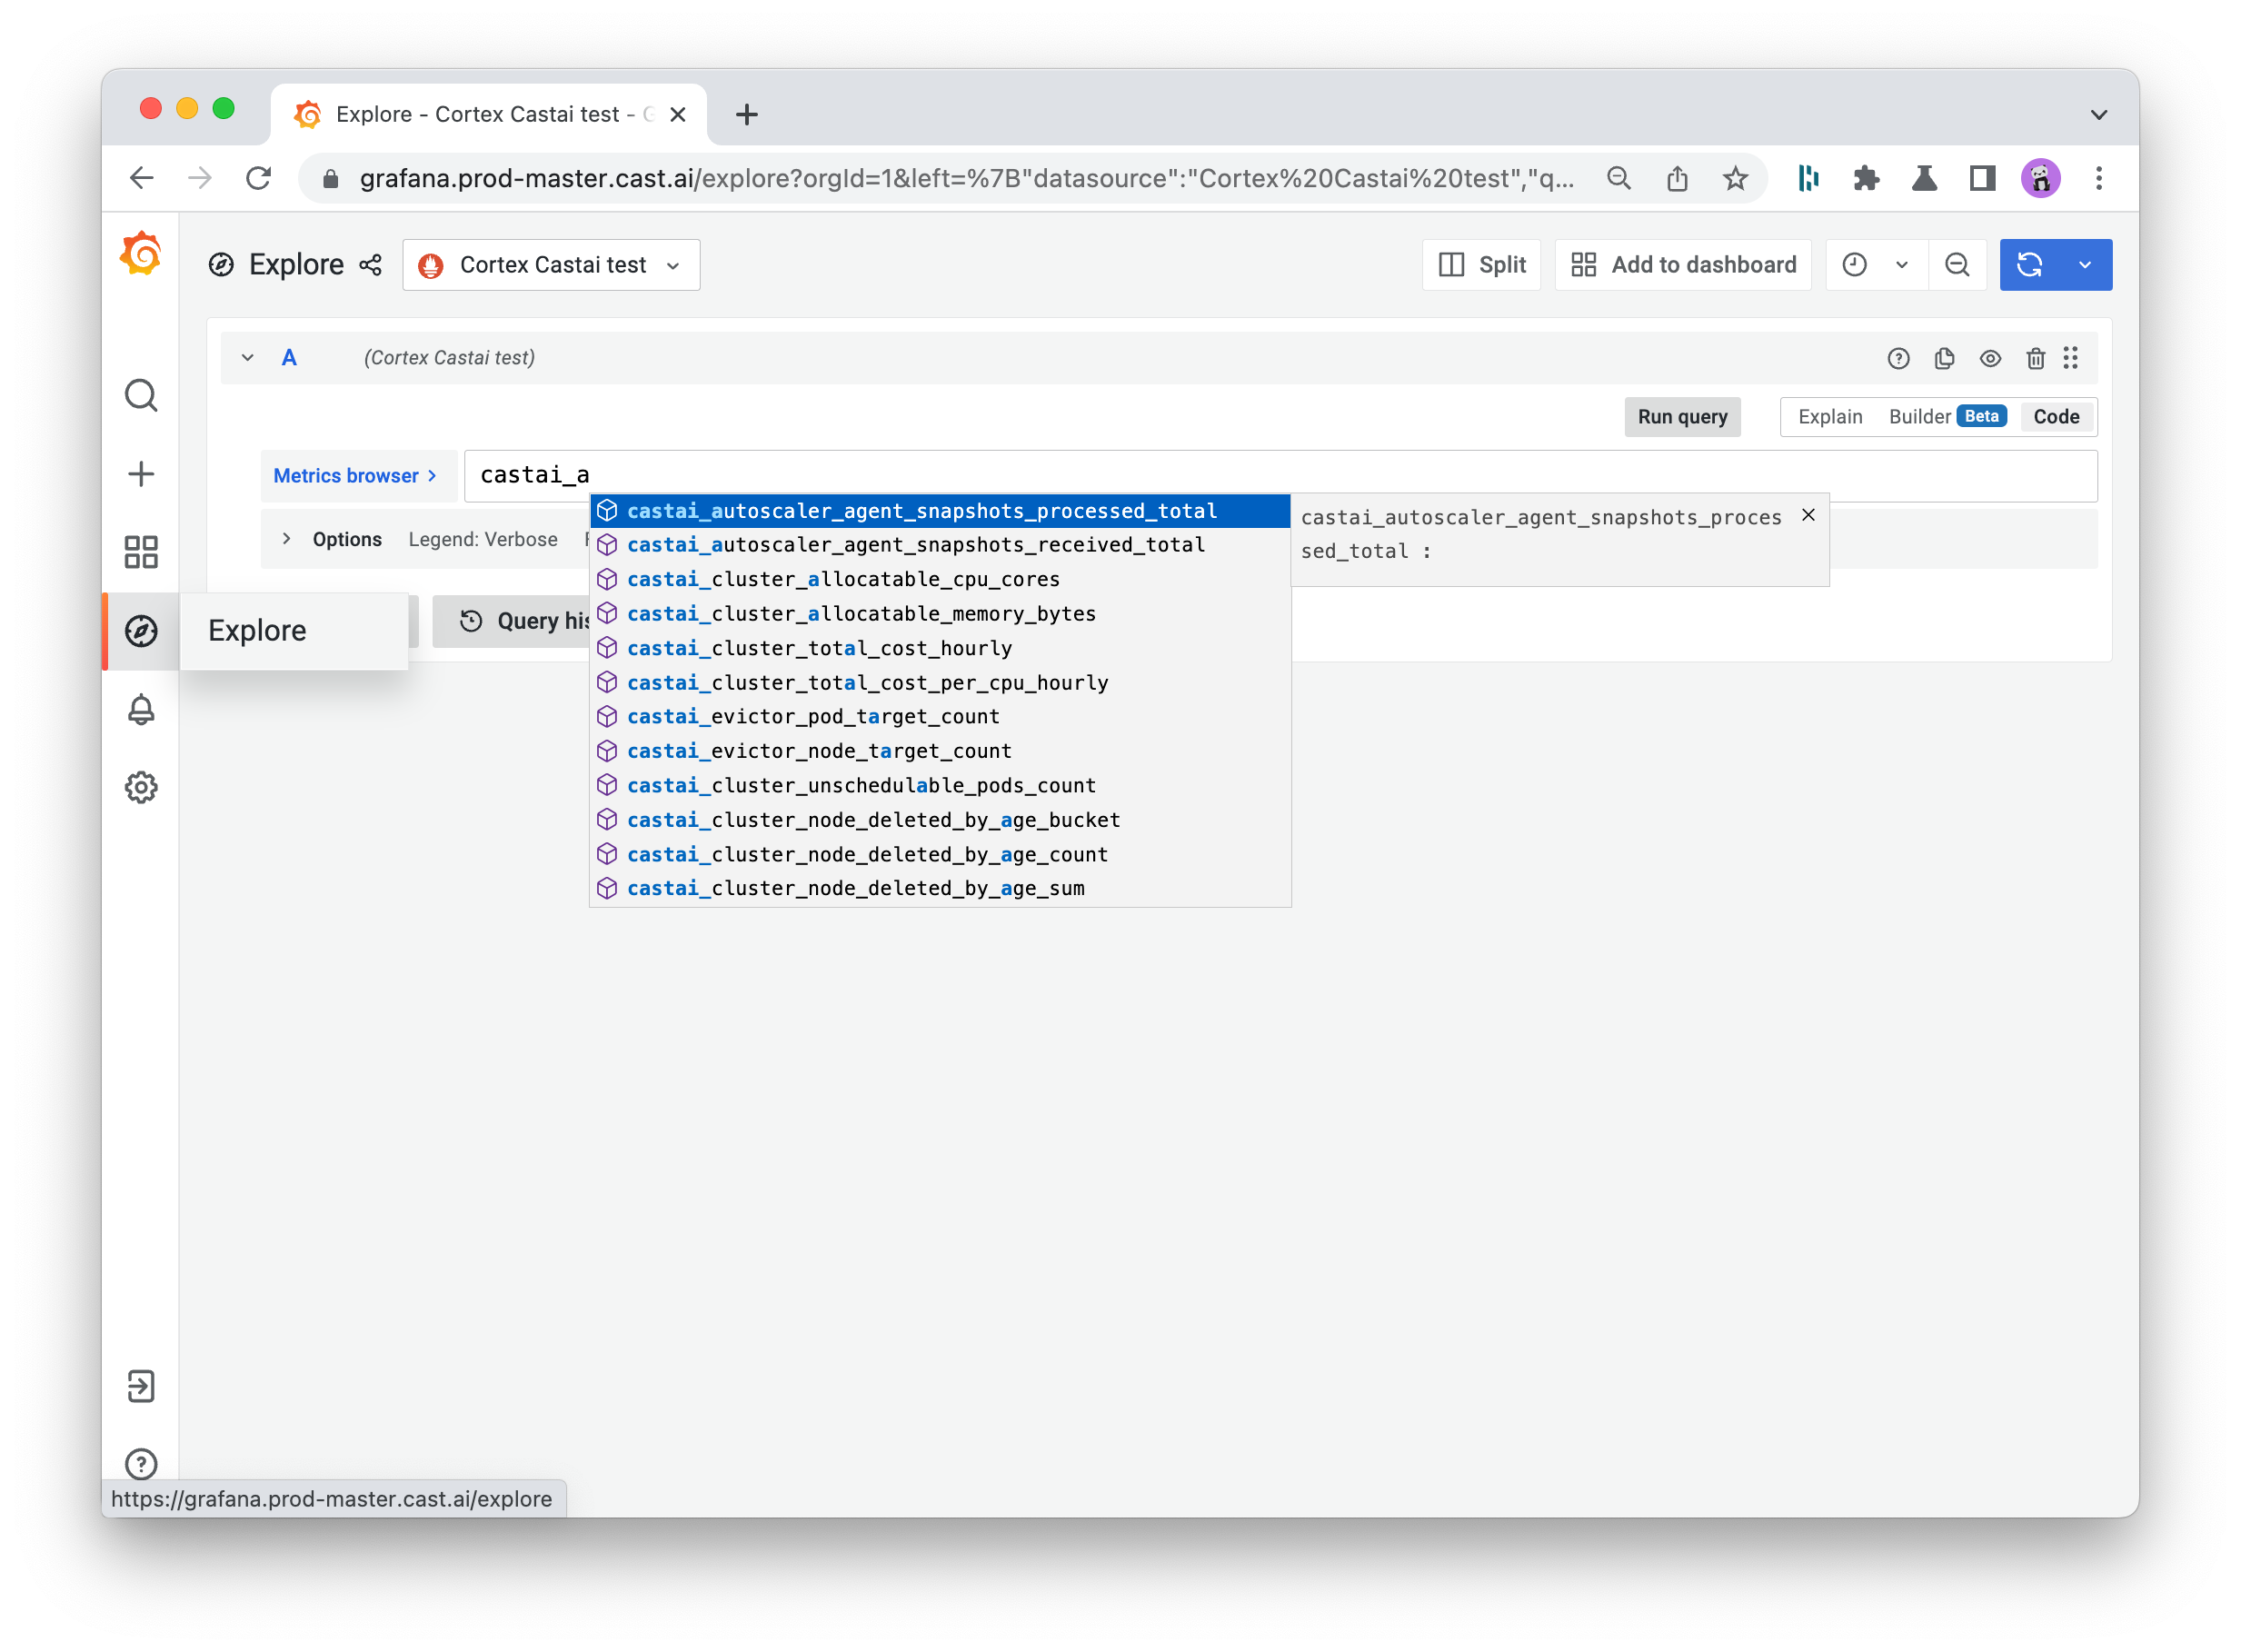 Explore - Cortex Castai test - G
grafana.prod-master.cast.ai/explore?orgId=1&left=%7B"datasource":"Cortex%20Castai%20test","q...
Explore
Cortex Castai test
Split
Add to dashboard
A
(Cortex Castai test)
Run query
Explain
Builder
Beta
Code
Metrics browser >
castai_a
Options
Legend: Verbose
castai_autoscaler_agent_snapshots_processed_total
castai_autoscaler_agent_snapshots_received_total
castai_cluster_allocatable_cpu_cores
castai_cluster_allocatable_memory_bytes
castai_cluster_total_cost_hourly
castai_cluster_total_cost_per_cpu_hourly
castai_evictor_pod_target_count
castai_evictor_node_target_count
castai_cluster_unschedulable_pods_count
castai_cluster_node_deleted_by_age_bucket
castai_cluster_node_deleted_by_age_count
castai_cluster_node_deleted_by_age_sum
castai_autoscaler_agent_snapshots_proces
sed_total :
Explore
Query his
https://grafana.prod-master.cast.ai/explore